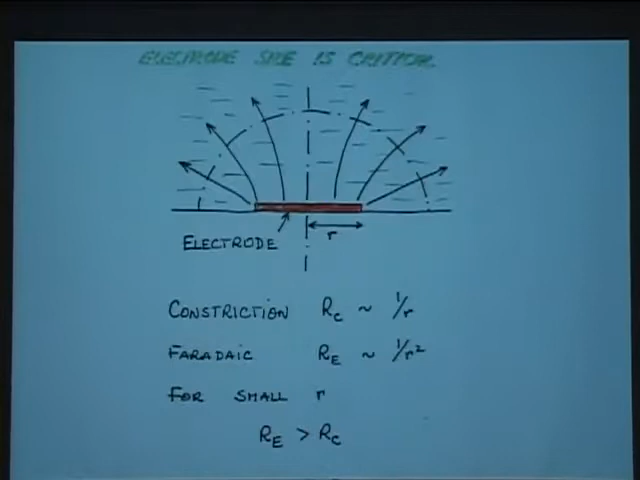 ELECTRODE SIZE IS CRITICAL
r
ELECTRODE
CONSTRICTION Rc ~ 1/r
FARADAIC RE ~ 1/r²
FOR SMALL r
RE > Rc